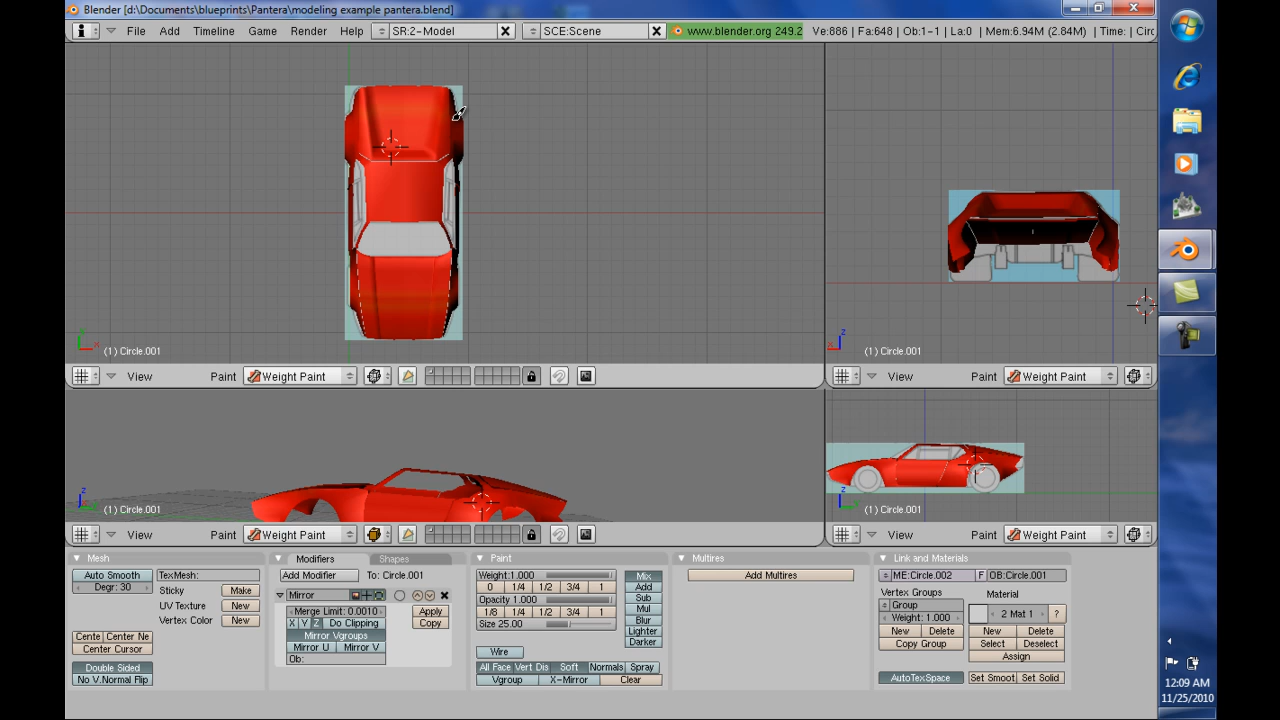 Blender [d:\Documents\blueprints\Pantera\modeling example pantera.blend]
File Add Timeline Game Render Help SR:2-Model SCE:Scene www.blender.org 249.2 Ve:886 | Fa:648 | Ob:1-1 | La:0 | Mem:6.94M (2.64M) | Time: | Circ
(1) Circle.001
(1) Circle.001
View Paint Weight Paint
View Paint Weight Paint
(1) Circle.001
(1) Circle.001
View Paint Weight Paint
View Paint Weight Paint
Mesh
Auto Smooth
Degr: 30
TexMesh:
Sticky Make
UV Texture New
Vertex Color New
Cente Center Ne
Center Cursor
Double Sided
No V.Normal Flip
Modifiers Shapes
Add Modifier To: Circle.001
Mirror
Merge Limit: 0.0010
X Y Z Do Clipping
Mirror Vgroups
Mirror U Mirror V
Ob:
Apply
Copy
Paint
Weight:1.000
0 1/4 1/2 3/4 1
Opacity 1.000
1/8 1/4 1/2 3/4 1
Size 25.00
Mix
Add
Sub
Mul
Blur
Lighter
Darker
Wire
All Face Vert Dis Soft Normals Spray
Vgroup X-Mirror Clear
Multires
Add Multires
Link and Materials
ME:Circle.002 F OB:Circle.001
Vertex Groups
Group
Weight: 1.000
New Delete
Copy Group
AutoTexSpace
Material
2 Mat 1 ?
New Delete
Select Deselect
Assign
Set Smoot Set Solid
12:09 AM
11/25/2010